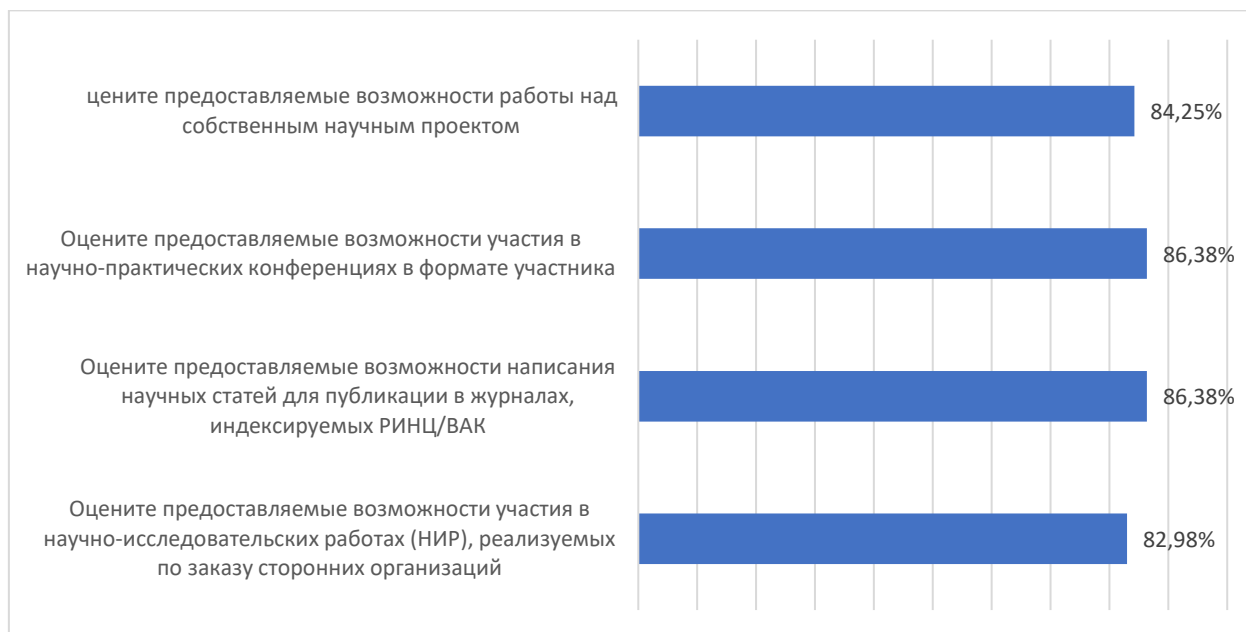 цените предоставляемые возможности работы над
собственным научным проектом
84,25%
Оцените предоставляемые возможности участия в
научно-практических конференциях в формате участника
86,38%
Оцените предоставляемые возможности написания
научных статей для публикации в журналах,
индексируемых РИНЦ/ВАК
86,38%
Оцените предоставляемые возможности участия в
научно-исследовательских работах (НИР), реализуемых
по заказу сторонних организаций
82,98%